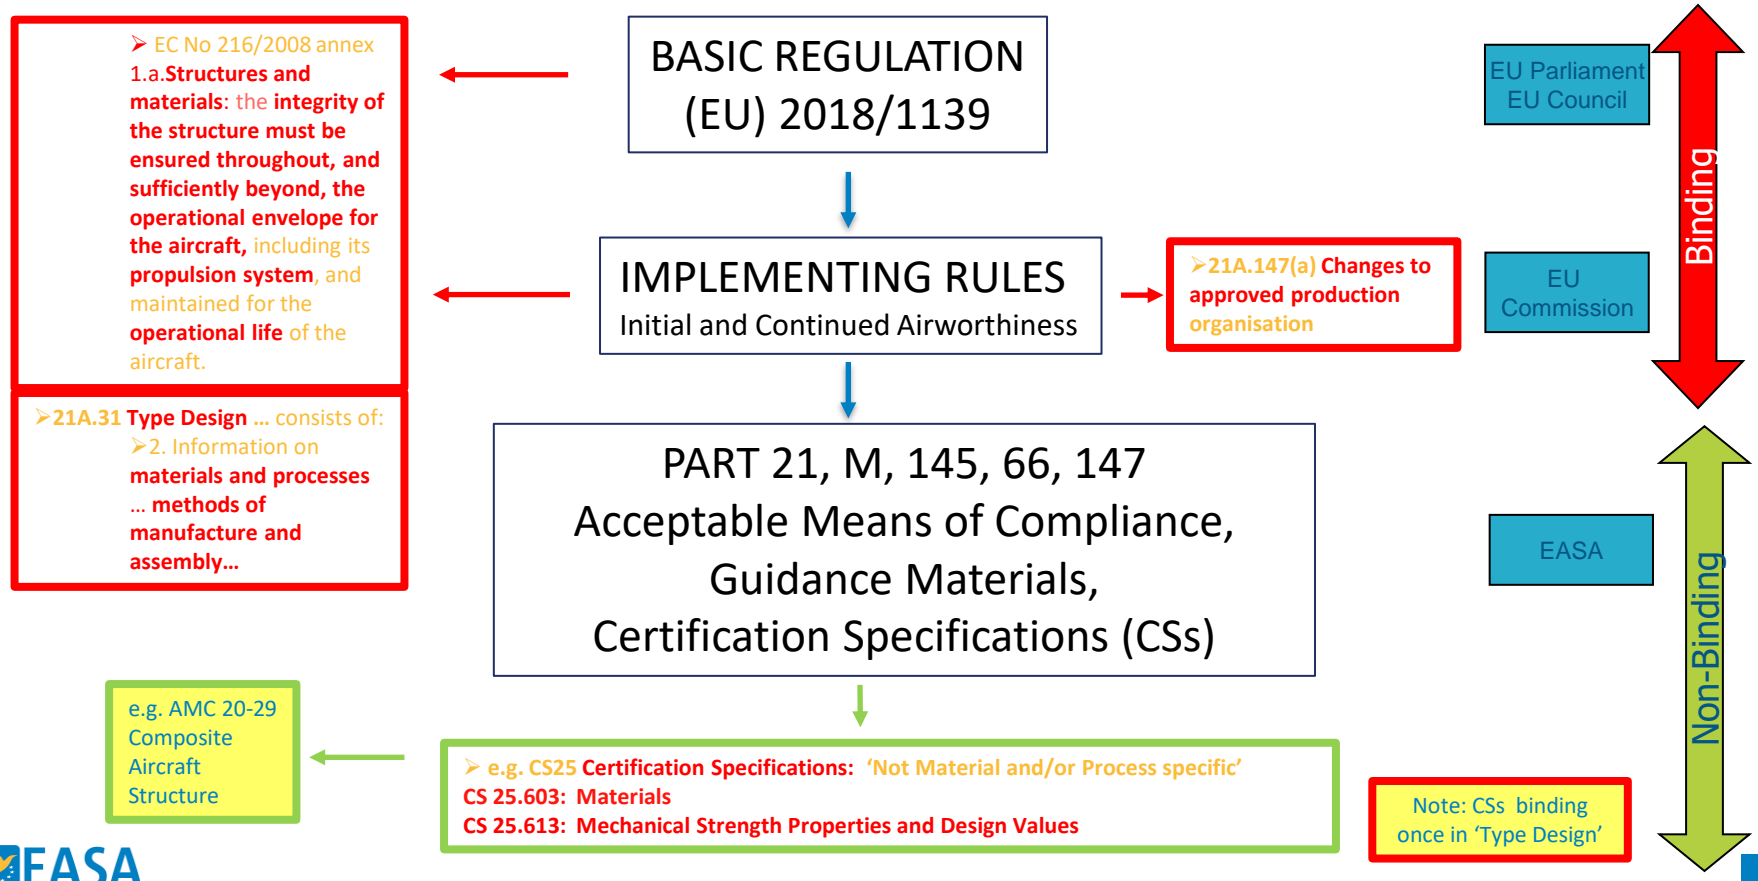 ➢ EC No 216/2008 annex
1.a.Structures and
materials: the integrity of
the structure must be
ensured throughout, and
sufficiently beyond, the
operational envelope for
the aircraft, including its
propulsion system, and
maintained for the
operational life of the
aircraft.
➢21A.31 Type Design … consists of:
➢2. Information on
materials and processes
… methods of
manufacture and
assembly…
BASIC REGULATION
(EU) 2018/1139
IMPLEMENTING RULES
Initial and Continued Airworthiness
➢21A.147(a) Changes to
approved production
organisation
PART 21, M, 145, 66, 147
Acceptable Means of Compliance,
Guidance Materials,
Certification Specifications (CSs)
e.g. AMC 20-29
Composite
Aircraft
Structure
➢ e.g. CS25 Certification Specifications: ‘Not Material and/or Process specific’
CS 25.603: Materials
CS 25.613: Mechanical Strength Properties and Design Values
EU Parliament
EU Council
EU
Commission
EASA
Binding
Non-Binding
Note: CSs binding
once in ‘Type Design’
EASA